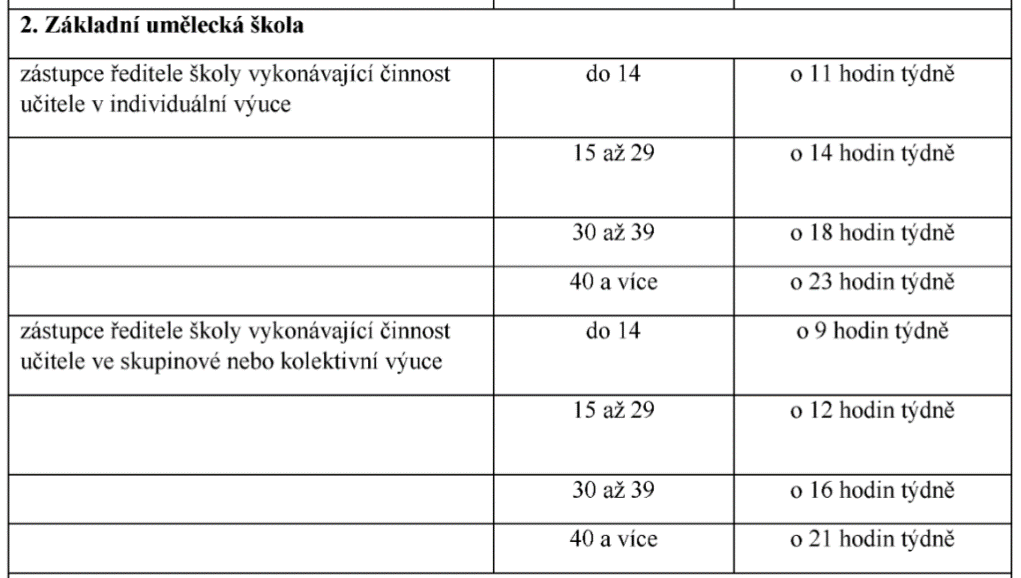 2. Základní umělecká škola
zástupce ředitele školy vykonávající činnost
učitele v individuální výuce
do 14
o 11 hodin týdně
15 až 29
o 14 hodin týdně
30 až 39
o 18 hodin týdně
40 a více
o 23 hodin týdně
zástupce ředitele školy vykonávající činnost
učitele ve skupinové nebo kolektivní výuce
do 14
o 9 hodin týdně
15 až 29
o 12 hodin týdně
30 až 39
o 16 hodin týdně
40 a více
o 21 hodin týdně